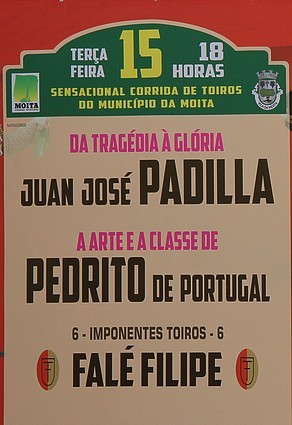 TERÇA FEIRA 15 18 HORAS
SENSACIONAL CORRIDA DE TOIROS
DO MUNICÍPIO DA MOITA
MOITA
DA TRAGÉDIA À GLÓRIA
JUAN JOSÉ PADILLA
A ARTE E A CLASSE DE
PEDRITO DE PORTUGAL
6 - IMPONENTES TOIROS - 6
FALÉ FILIPE